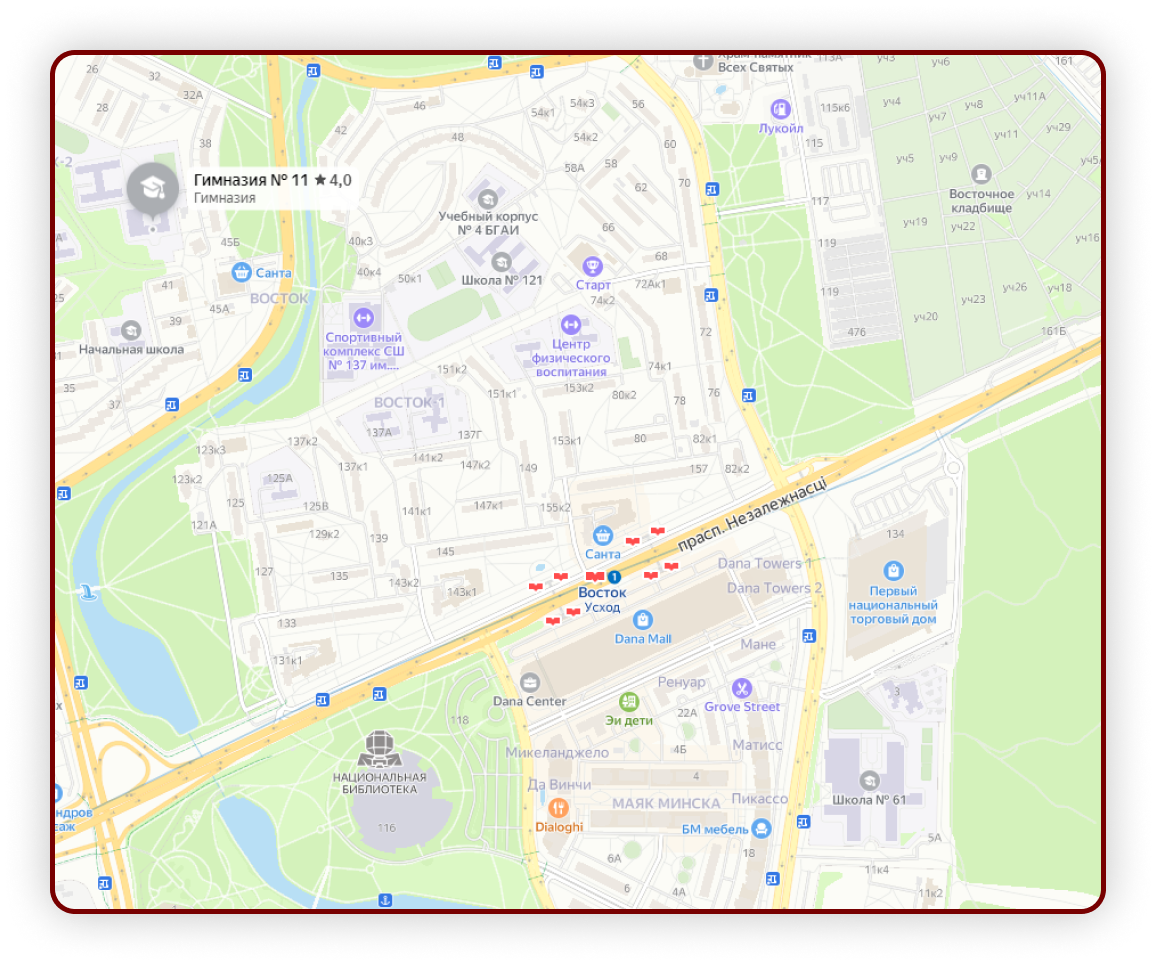 Всех Святых
113А
уч3
уч6
161
26
32
32А
28
46
54к1
54к3
56
115к6
уч4
уч8
уч11А
уч7
Лукойл
42
48
54к2
60
115
уч11
уч29
38
К-2
58А
58
уч5
уч9
62
70
Гимназия № 11 ★ 4,0
Гимназия
Восточное
кладбище
уч14
117
Учебный корпус
№ 4 БГАИ
66
уч19
уч22
45Б
40к3
119
уч16
68
Санта
40к4
50к1
Школа № 121
Старт
72Ак1
41
25
ВОСТОК
74к2
119
уч26
уч18
уч23
45А
39
уч20
72
476
161Б
Начальная школа
Спортивный
комплекс СШ
№ 137 им....
Центр
физического
воспитания
74к1
151к2
35
153к2
151к1
80к2
76
78
37
ВОСТОК-1
137А
137Г
137к2
153к1
80
82к1
123к3
141к2
147к2
149
157
82к2
137к1
123к2
125А
125
125В
147к1
155к2
141к1
121А
прасп. Незалежнасці
129к2
139
134
145
Санта
127
135
143к2
143к1
1
Восток
Усход
Dana Towers 1
Dana Towers 2
Первый
национальный
торговый дом
133
Dana Mall
Мане
131к1
Ренуар
Dana Center
Grove Street
3
Эи дети
22А
118
Микеланджело
4Б
Матисс
НАЦИОНАЛЬНАЯ
БИБЛИОТЕКА
Да Винчи
4
Школа № 61
МАЯК МИНСКА
Пикассо
116
Dialoghi
БМ мебель
5А
18
6А
11к4
6
4А
11к2